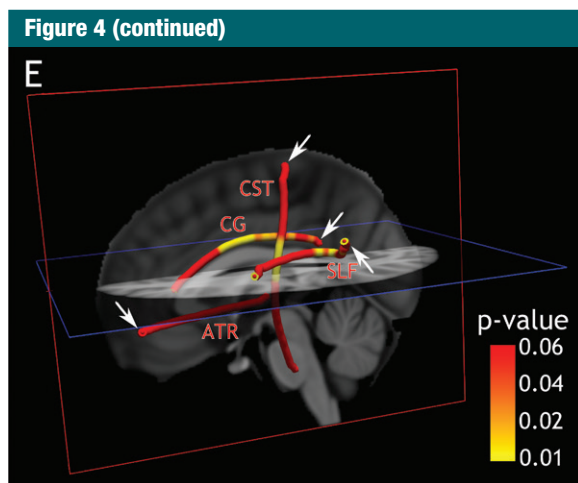 Figure 4 (continued)
E
CST
CG
SLF
ATR
p-value
0.06
0.04
0.02
0.01